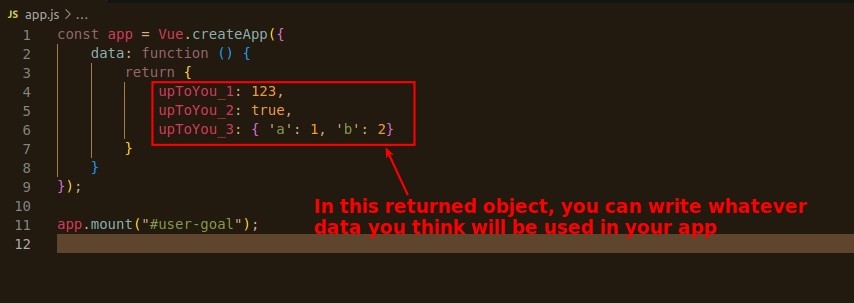 JS app.js > ...
1 const app = Vue.createApp({
2 data: function () {
3 return {
4 upToYou_1: 123,
5 upToYou_2: true,
6 upToYou_3: { 'a': 1, 'b': 2}
7 }
8 }
9 });
10
11 app.mount("#user-goal");
12
In this returned object, you can write whatever
data you think will be used in your app